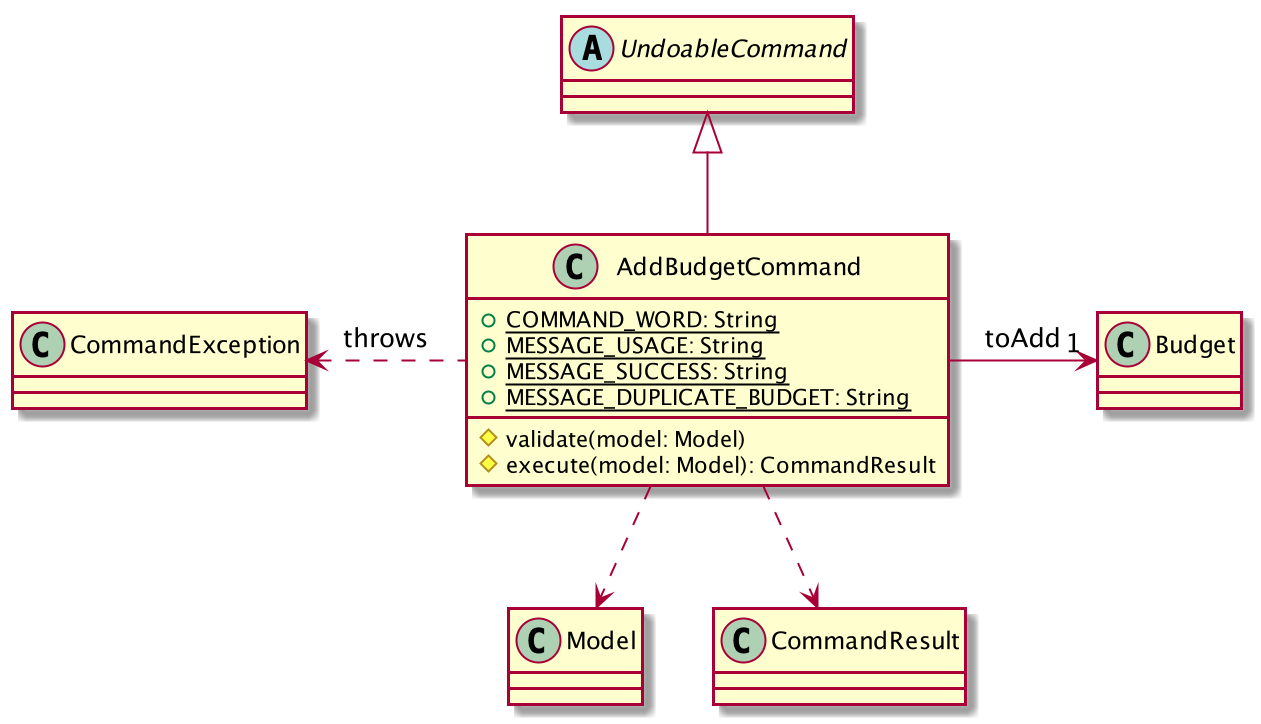 A UndoableCommand
C AddBudgetCommand
COMMAND_WORD: String
MESSAGE_USAGE: String
MESSAGE_SUCCESS: String
MESSAGE_DUPLICATE_BUDGET: String
validate(model: Model)
execute(model: Model): CommandResult
C CommandException
throws
toAdd 1
C Budget
C Model
C CommandResult